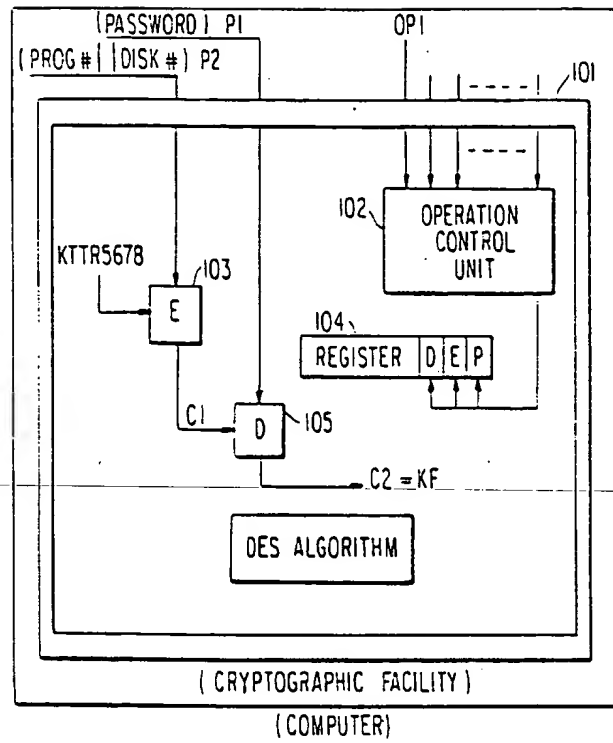 (PASSWORD) P1
OP1
(PROG #| |DISK #) P2
101
102
OPERATION
CONTROL
UNIT
KTTR5678
103
E
104
REGISTER D E P
C1
D
105
C2 = KF
DES ALGORITHM
(CRYPTOGRAPHIC FACILITY)
(COMPUTER)